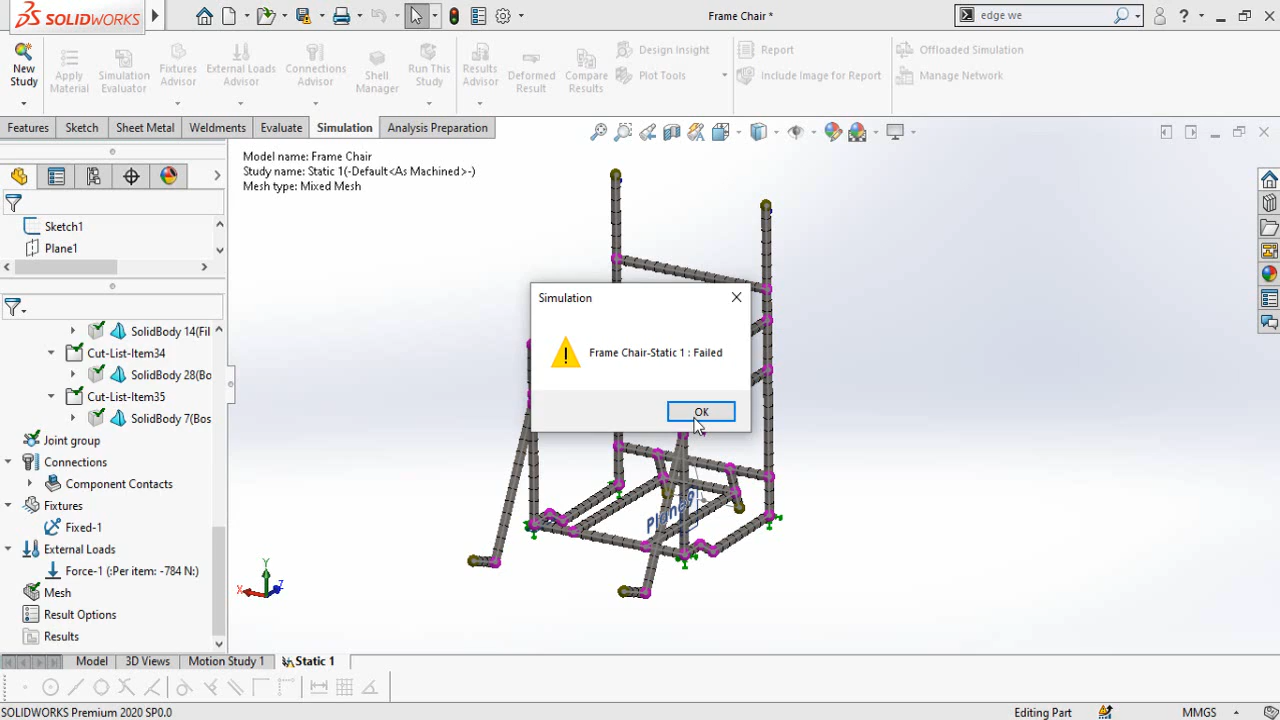 SOLIDWORKS
Frame Chair *
edge we
New Study
Apply Material
Simulation Evaluator
Fixtures Advisor
External Loads Advisor
Connections Advisor
Shell Manager
Run This Study
Results Advisor
Deformed Result
Compare Results
Design Insight
Plot Tools
Report
Include Image for Report
Offloaded Simulation
Manage Network
Features
Sketch
Sheet Metal
Weldments
Evaluate
Simulation
Analysis Preparation
Model name: Frame Chair
Study name: Static 1(-Default<As Machined>-)
Mesh type: Mixed Mesh
Sketch1
Plane1
SolidBody 14(Fil
Cut-List-Item34
SolidBody 28(Bo
Cut-List-Item35
SolidBody 7(Bos
Joint group
Connections
Component Contacts
Fixtures
Fixed-1
External Loads
Force-1 (:Per item: -784 N:)
Mesh
Result Options
Results
Simulation
Frame Chair-Static 1 : Failed
OK
Plane9
Y
X
Z
Model
3D Views
Motion Study 1
Static 1
SOLIDWORKS Premium 2020 SP0.0
Editing Part
MMGS